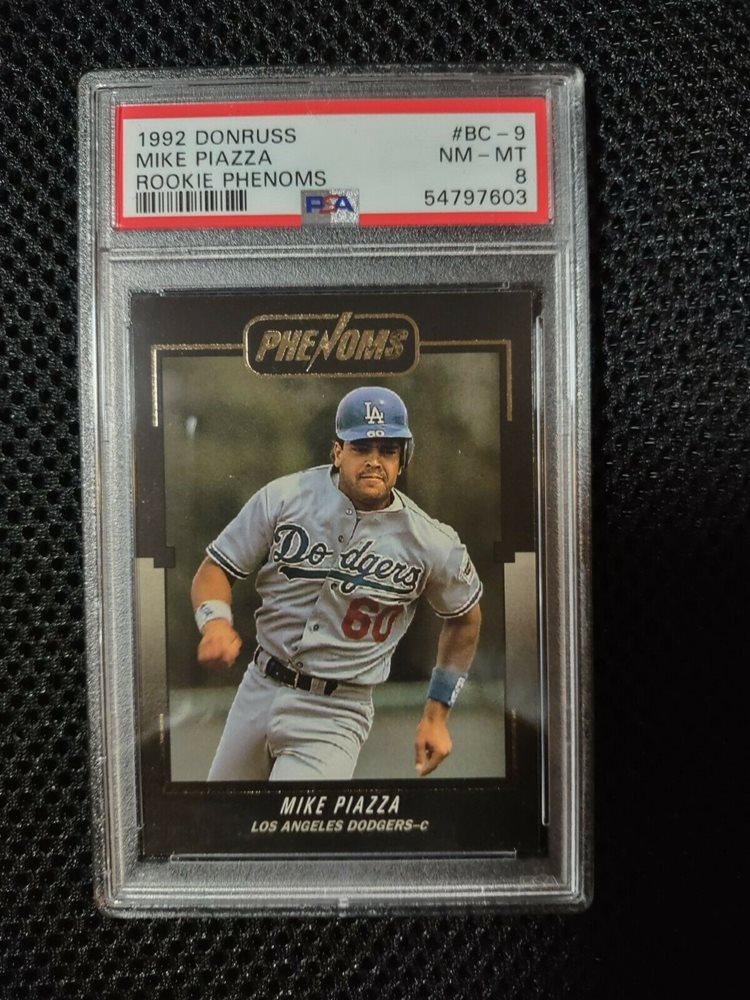 1992 DONRUSS #BC-9
MIKE PIAZZA NM-MT
ROOKIE PHENOMS 8
PSA 54797603
PHENOMS
LA
60
Dodgers
60
MIKE PIAZZA
LOS ANGELES DODGERS-C